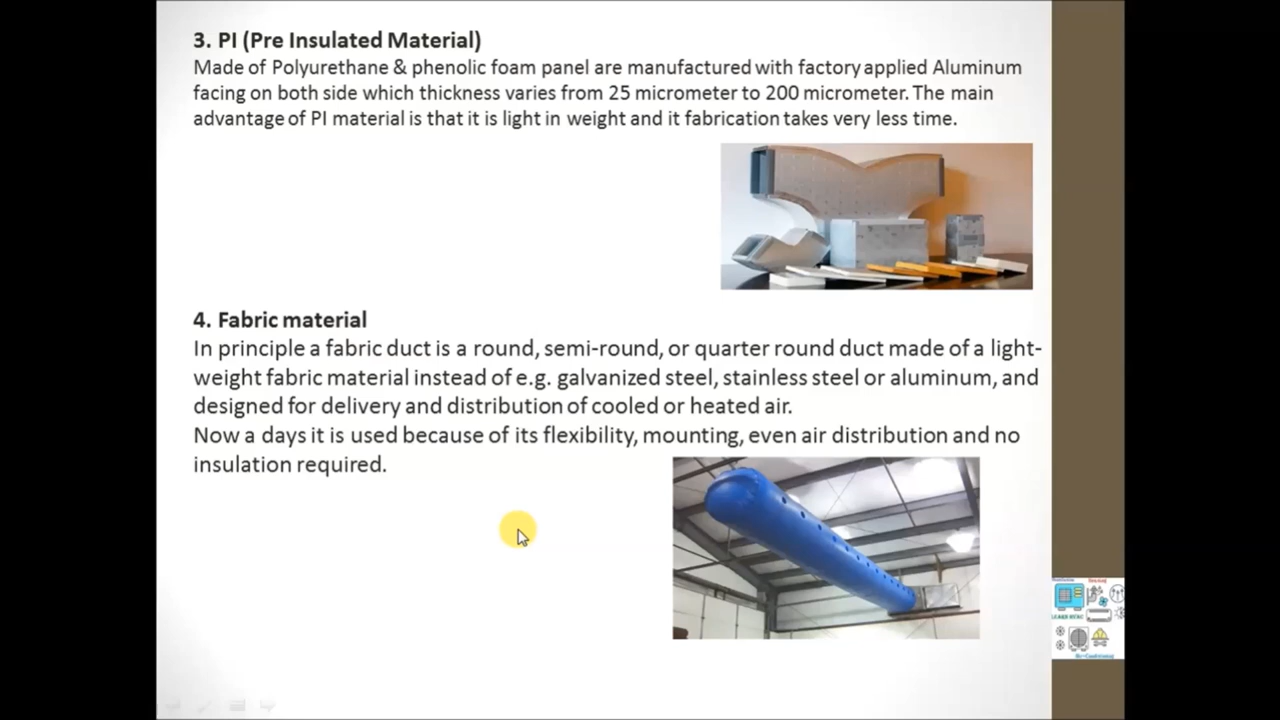 3. PI (Pre Insulated Material)
Made of Polyurethane & phenolic foam panel are manufactured with factory applied Aluminum
facing on both side which thickness varies from 25 micrometer to 200 micrometer. The main
advantage of PI material is that it is light in weight and it fabrication takes very less time.
4. Fabric material
In principle a fabric duct is a round, semi-round, or quarter round duct made of a light-
weight fabric material instead of e.g. galvanized steel, stainless steel or aluminum, and
designed for delivery and distribution of cooled or heated air.
Now a days it is used because of its flexibility, mounting, even air distribution and no
insulation required.
LEARN HVAC
Air-Conditioning